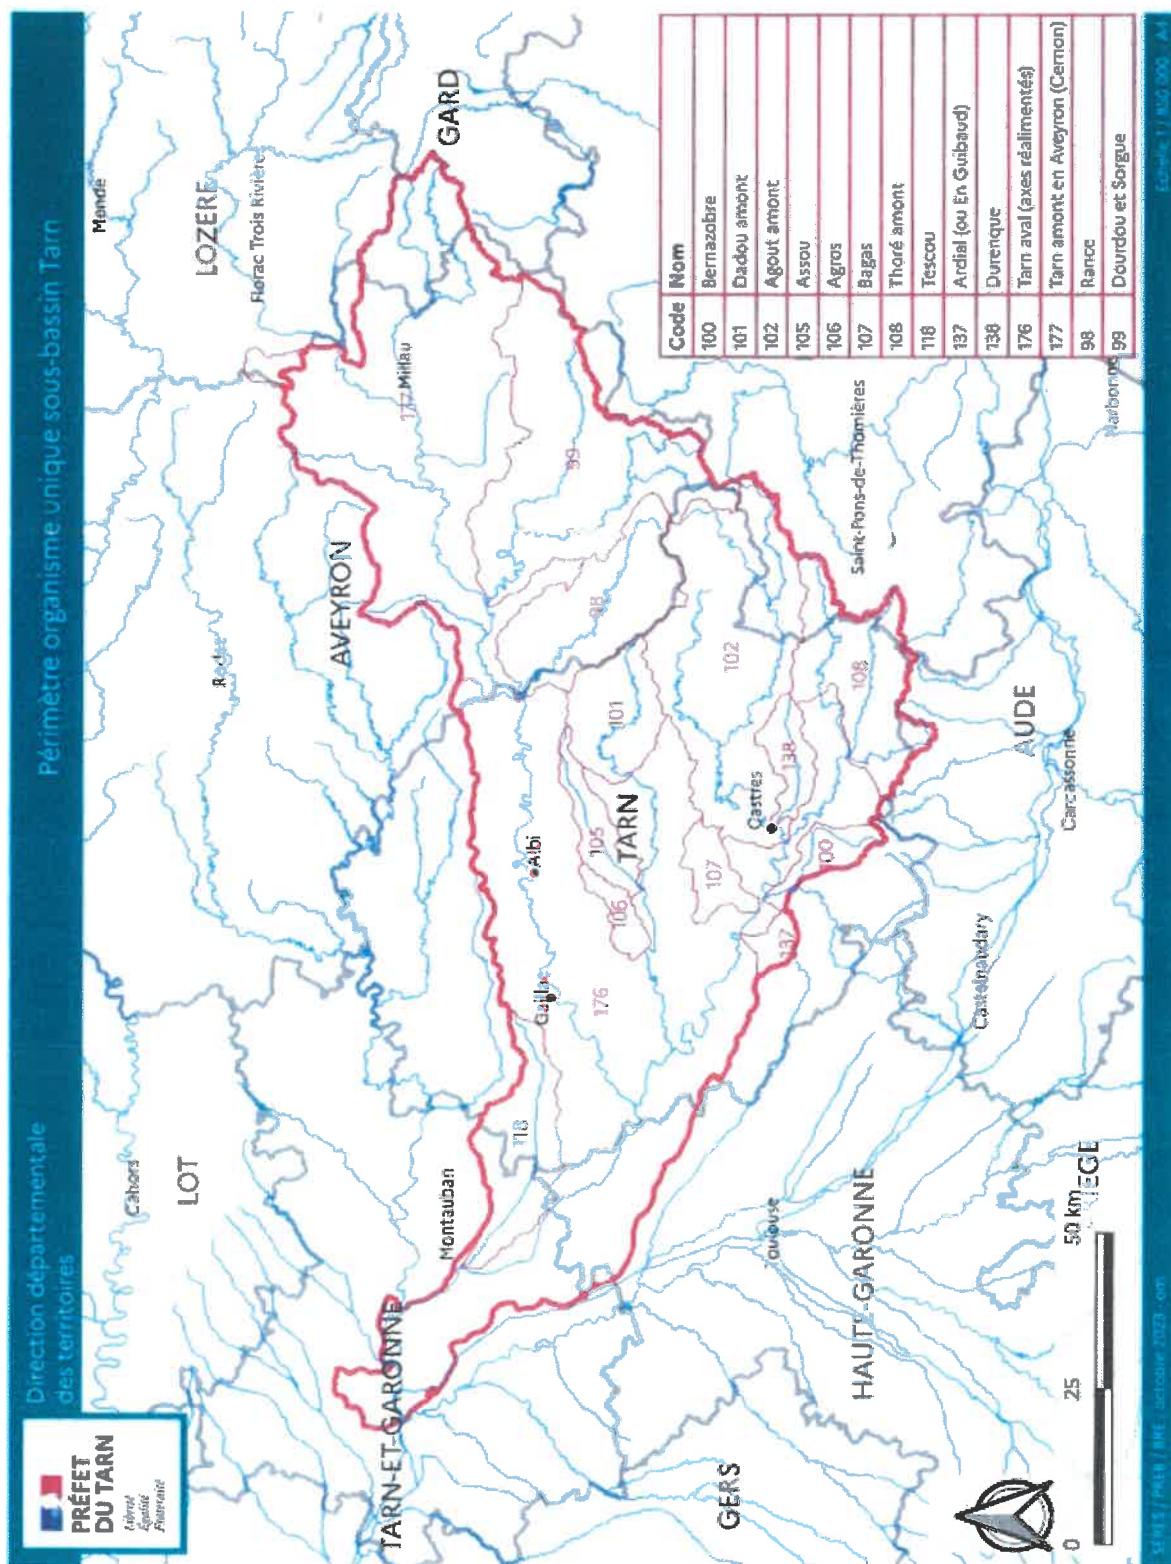 PRÉFET
DU TARN
Liberté
Égalité
Fraternité
Direction départementale
des territoires
Périmètre organisme unique sous-bassin Tarn
Cahors
LOT
Montauban
TARN-ET-GARONNE
118
Rodez
AVEYRON
Mende
LOZERE
Florac Trois Rivières
GARD
177
Millau
99
98
Gaillac
176
Albi
106
105
TARN
101
107
102
Castres
138
137
100
108
Saint-Pons-de-Thomières
GERS
Toulouse
HAUTE-GARONNE
Castelnaudary
Carcassonne
AUDE
Narbonne
IEGE
Code Nom
100 Bernazobre
101 Dadou amont
102 Agout amont
105 Assou
106 Agros
107 Bagas
108 Thoré amont
118 Tescou
137 Ardial (ou En Guibaud)
138 Durenque
176 Tarn aval (axes réalimentés)
177 Tarn amont en Aveyron (Cernon)
98 Rance
99 Dourdou et Sorgue
0 25 50 km